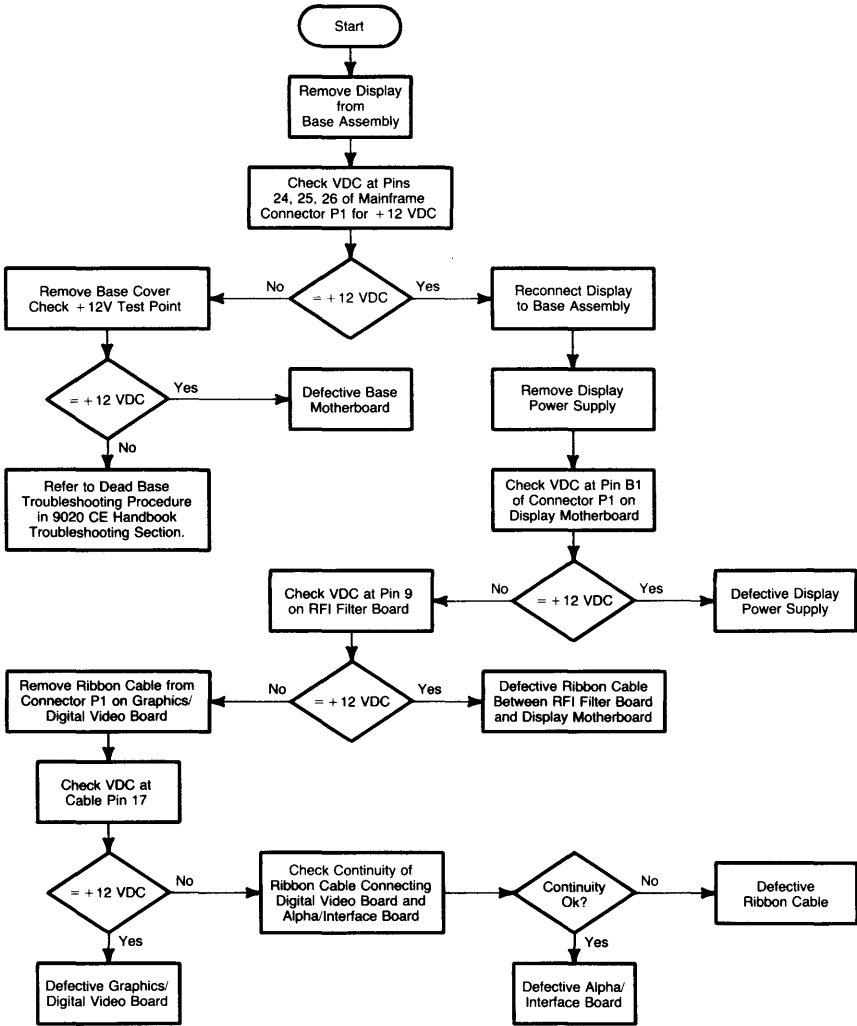 Start
Remove Display
from
Base Assembly
Check VDC at Pins
24, 25, 26 of Mainframe
Connector P1 for +12 VDC
= +12 VDC
No
Yes
Remove Base Cover
Check +12V Test Point
Reconnect Display
to Base Assembly
= +12 VDC
Yes
No
Defective Base
Motherboard
Remove Display
Power Supply
Refer to Dead Base
Troubleshooting Procedure
in 9020 CE Handbook
Troubleshooting Section.
Check VDC at Pin B1
of Connector P1 on
Display Motherboard
= +12 VDC
No
Yes
Check VDC at Pin 9
on RFI Filter Board
Defective Display
Power Supply
= +12 VDC
No
Yes
Remove Ribbon Cable from
Connector P1 on Graphics/
Digital Video Board
Defective Ribbon Cable
Between RFI Filter Board
and Display Motherboard
Check VDC at
Cable Pin 17
= +12 VDC
No
Yes
Check Continuity of
Ribbon Cable Connecting
Digital Video Board and
Alpha/Interface Board
Continuity
Ok?
No
Yes
Defective
Ribbon Cable
Defective Graphics/
Digital Video Board
Defective Alpha/
Interface Board